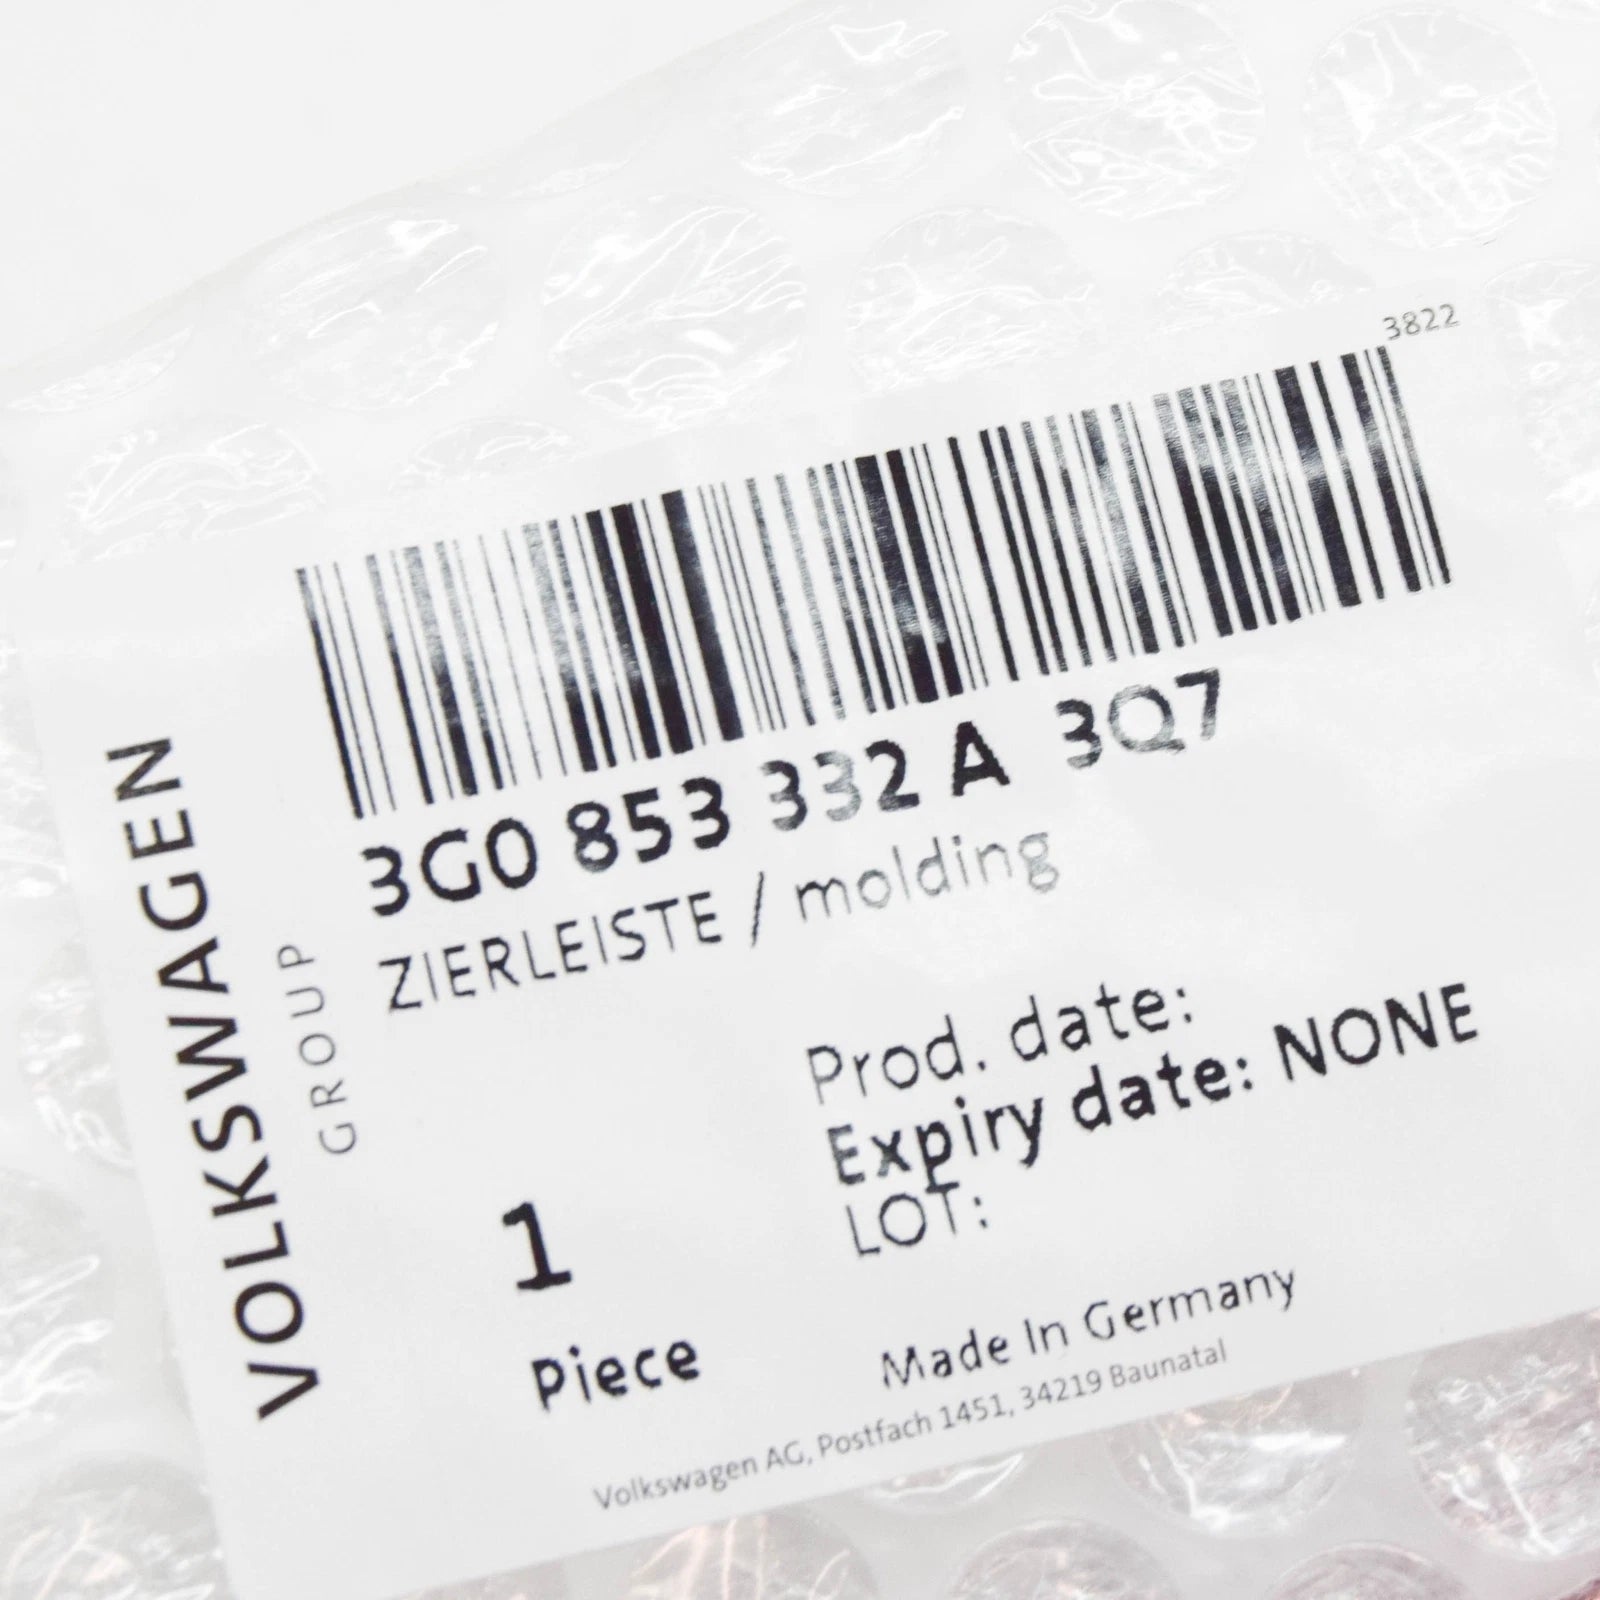 3822
3G0 853 332 A 3Q7
ZIERLEISTE / molding
VOLKSWAGEN
GROUP
Prod. date:
Expiry date: NONE
LOT:
1
Piece
Made In Germany
Volkswagen AG, Postfach 1451, 34219 Baunatal